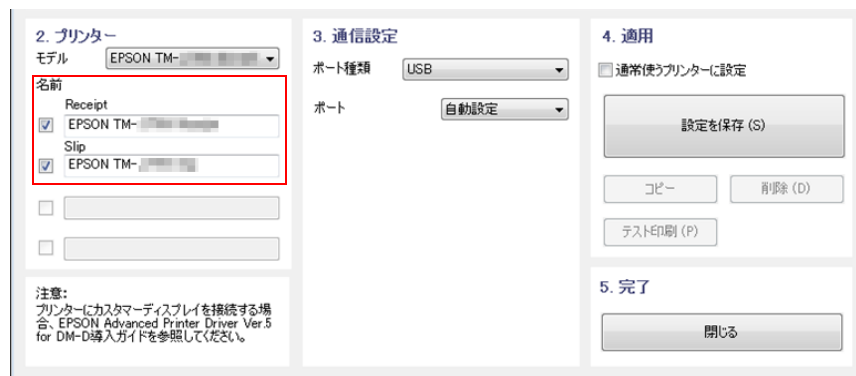 2. プリンター
モデル
EPSON TM-
名前
Receipt
EPSON TM-
Slip
EPSON TM-
注意:
プリンターにカスタマーディスプレイを接続する場
合、EPSON Advanced Printer Driver Ver.5
for DM-D導入ガイドを参照してください。
3. 通信設定
ポート種類
USB
ポート
自動設定
4. 適用
通常使うプリンターに設定
設定を保存 (S)
コピー
削除 (D)
テスト印刷 (P)
5. 完了
閉じる